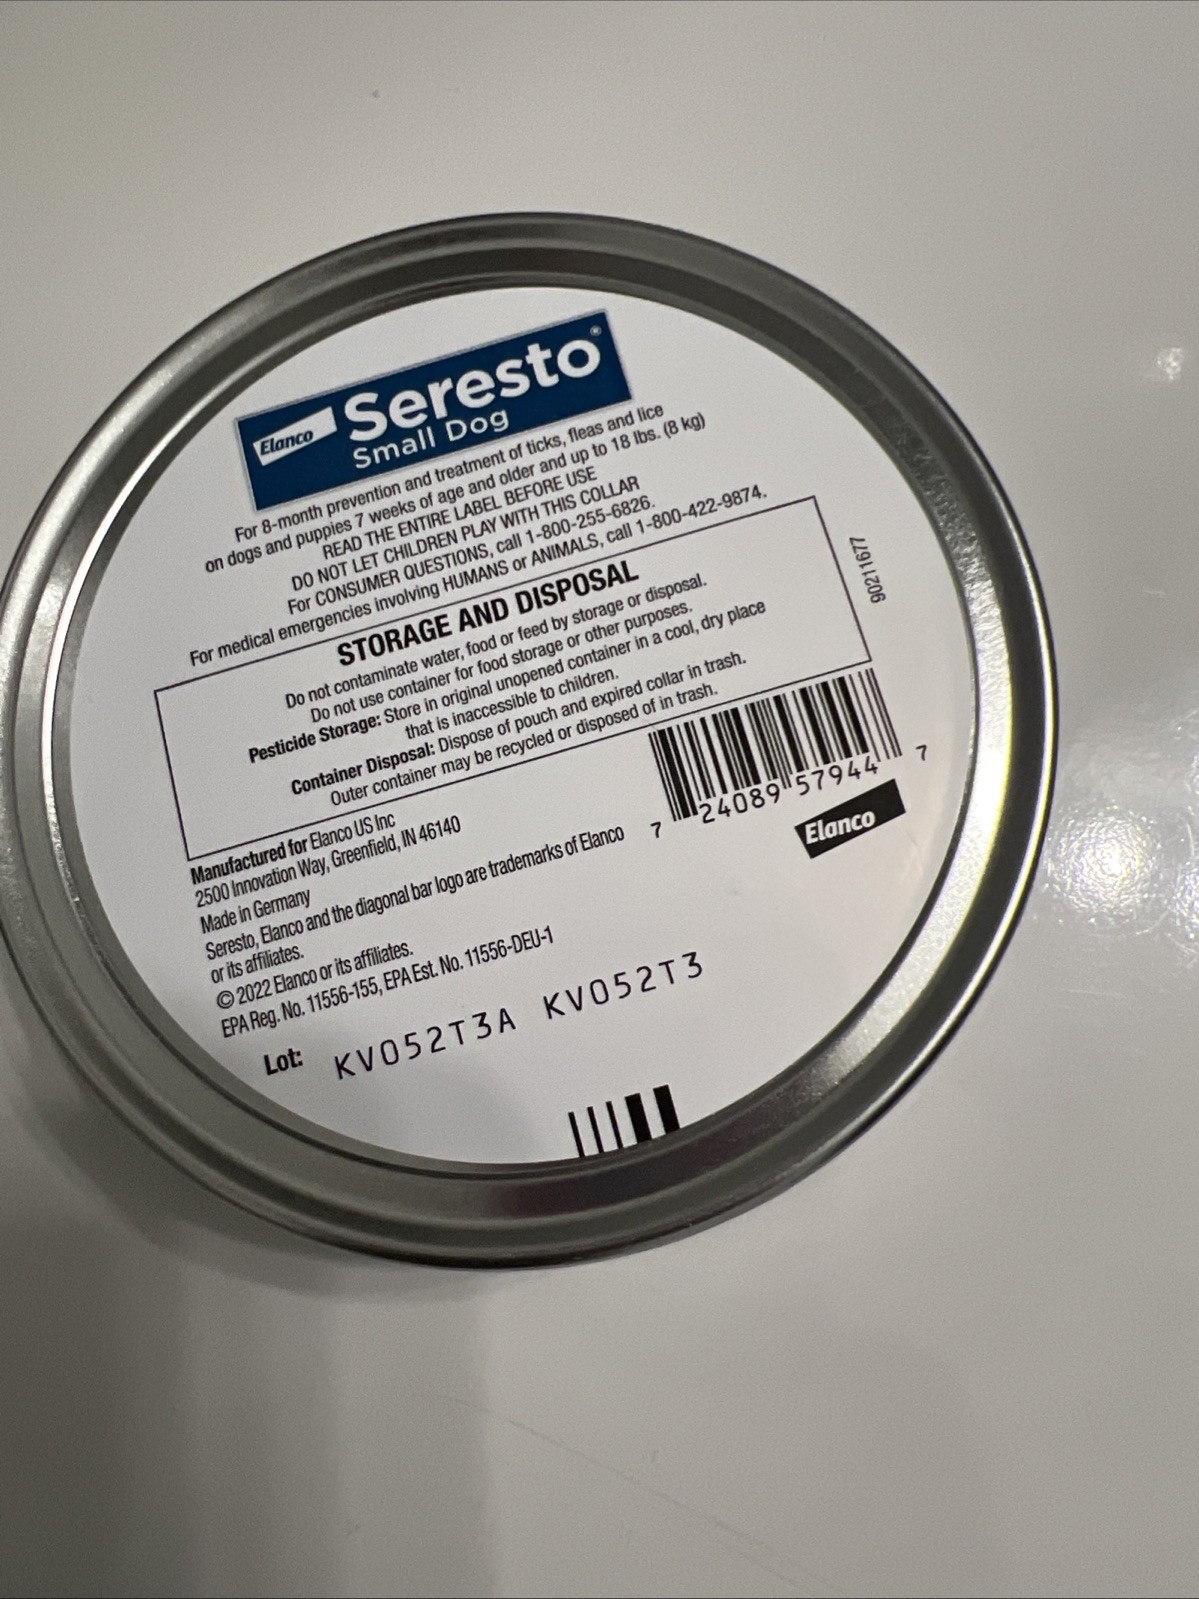 Elanco Seresto®
Small Dog
For 8-month prevention and treatment of ticks, fleas and lice
on dogs and puppies 7 weeks of age and older and up to 18 lbs. (8 kg)
READ THE ENTIRE LABEL BEFORE USE
DO NOT LET CHILDREN PLAY WITH THIS COLLAR
For CONSUMER QUESTIONS, call 1-800-255-6826.
For medical emergencies involving HUMANS or ANIMALS, call 1-800-422-9874.
STORAGE AND DISPOSAL
Do not contaminate water, food or feed by storage or disposal.
Do not use container for food storage or other purposes.
Pesticide Storage: Store in original unopened container in a cool, dry place
that is inaccessible to children.
Container Disposal: Dispose of pouch and expired collar in trash.
Outer container may be recycled or disposed of in trash.
90211677
Manufactured for Elanco US Inc
2500 Innovation Way, Greenfield, IN 46140
Made in Germany
Seresto, Elanco and the diagonal bar logo are trademarks of Elanco
or its affiliates.
© 2022 Elanco or its affiliates.
EPA Reg. No. 11556-155, EPA Est. No. 11556-DEU-1
7 24089 57944 7
Elanco
Lot: KV052T3A KV052T3